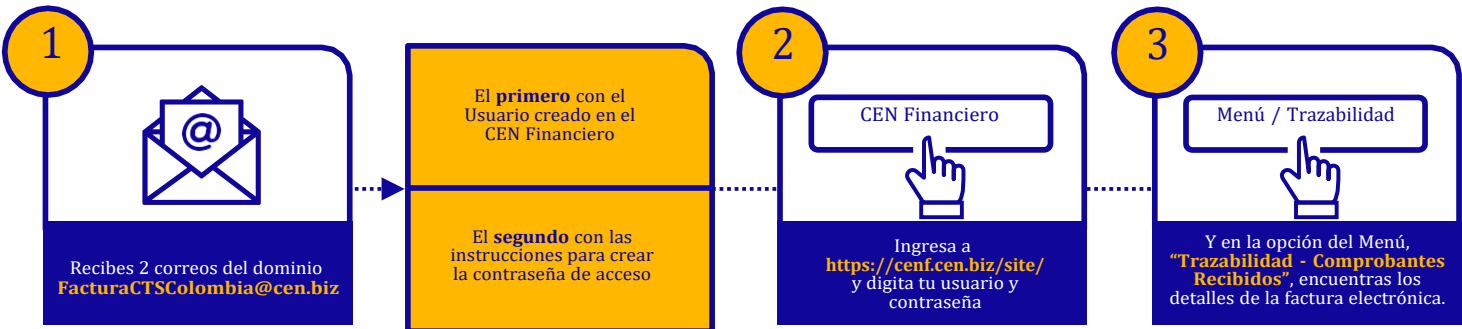 1
@
Recibes 2 correos del dominio
FacturaCTSColombia@cen.biz
El primero con el
Usuario creado en el
CEN Financiero
El segundo con las
instrucciones para crear
la contraseña de acceso
2
CEN Financiero
Ingresa a
https://cenf.cen.biz/site/
y digita tu usuario y
contraseña
3
Menú / Trazabilidad
Y en la opción del Menú,
“Trazabilidad - Comprobantes
Recibidos”, encuentras los
detalles de la factura electrónica.